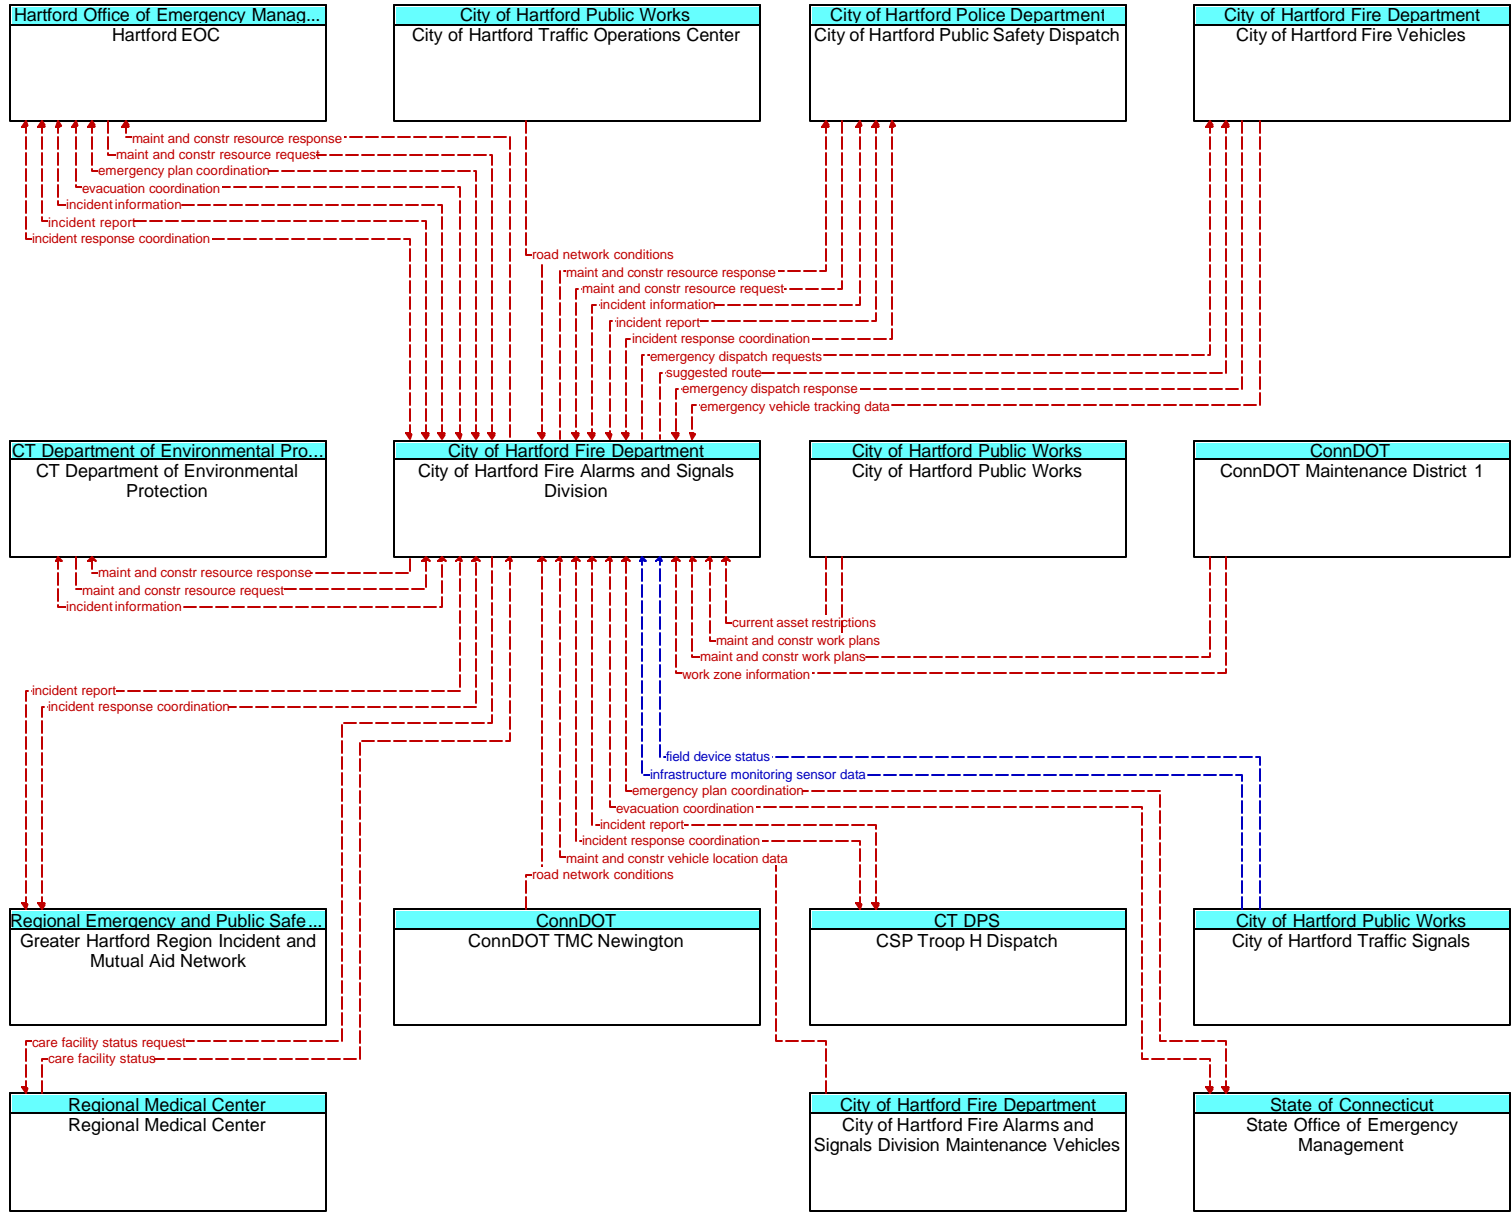 Hartford Office of Emergency Manag...
Hartford EOC
City of Hartford Public Works
City of Hartford Traffic Operations Center
City of Hartford Police Department
City of Hartford Public Safety Dispatch
City of Hartford Fire Department
City of Hartford Fire Vehicles
maint and constr resource response
maint and constr resource request
emergency plan coordination
evacuation coordination
incident information
incident report
incident response coordination
road network conditions
maint and constr resource response
maint and constr resource request
incident information
incident report
incident response coordination
emergency dispatch requests
suggested route
emergency dispatch response
emergency vehicle tracking data
CT Department of Environmental Pro...
CT Department of Environmental
Protection
City of Hartford Fire Department
City of Hartford Fire Alarms and Signals
Division
City of Hartford Public Works
City of Hartford Public Works
ConnDOT
ConnDOT Maintenance District 1
maint and constr resource response
maint and constr resource request
incident information
current asset restrictions
maint and constr work plans
maint and constr work plans
work zone information
incident report
incident response coordination
field device status
infrastructure monitoring sensor data
emergency plan coordination
evacuation coordination
incident report
incident response coordination
maint and constr vehicle location data
road network conditions
Regional Emergency and Public Safe...
Greater Hartford Region Incident and
Mutual Aid Network
ConnDOT
ConnDOT TMC Newington
CT DPS
CSP Troop H Dispatch
City of Hartford Public Works
City of Hartford Traffic Signals
care facility status request
care facility status
Regional Medical Center
Regional Medical Center
City of Hartford Fire Department
City of Hartford Fire Alarms and
Signals Division Maintenance Vehicles
State of Connecticut
State Office of Emergency
Management